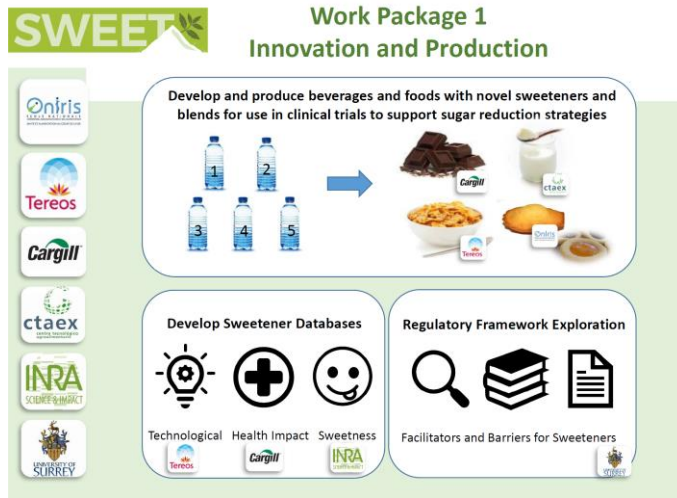 SWEET
Work Package 1
Innovation and Production
Oniris
Tereos
Cargill
ctaex
INRA
SCIENCE & IMPACT
UNIVERSITY OF
SURREY
Develop and produce beverages and foods with novel sweeteners and
blends for use in clinical trials to support sugar reduction strategies
1
2
3
4
5
Cargill
ctaex
Tereos
Oniris
Develop Sweetener Databases
Technological Health Impact Sweetness
Tereos
Cargill
INRA
Regulatory Framework Exploration
Facilitators and Barriers for Sweeteners
SURREY